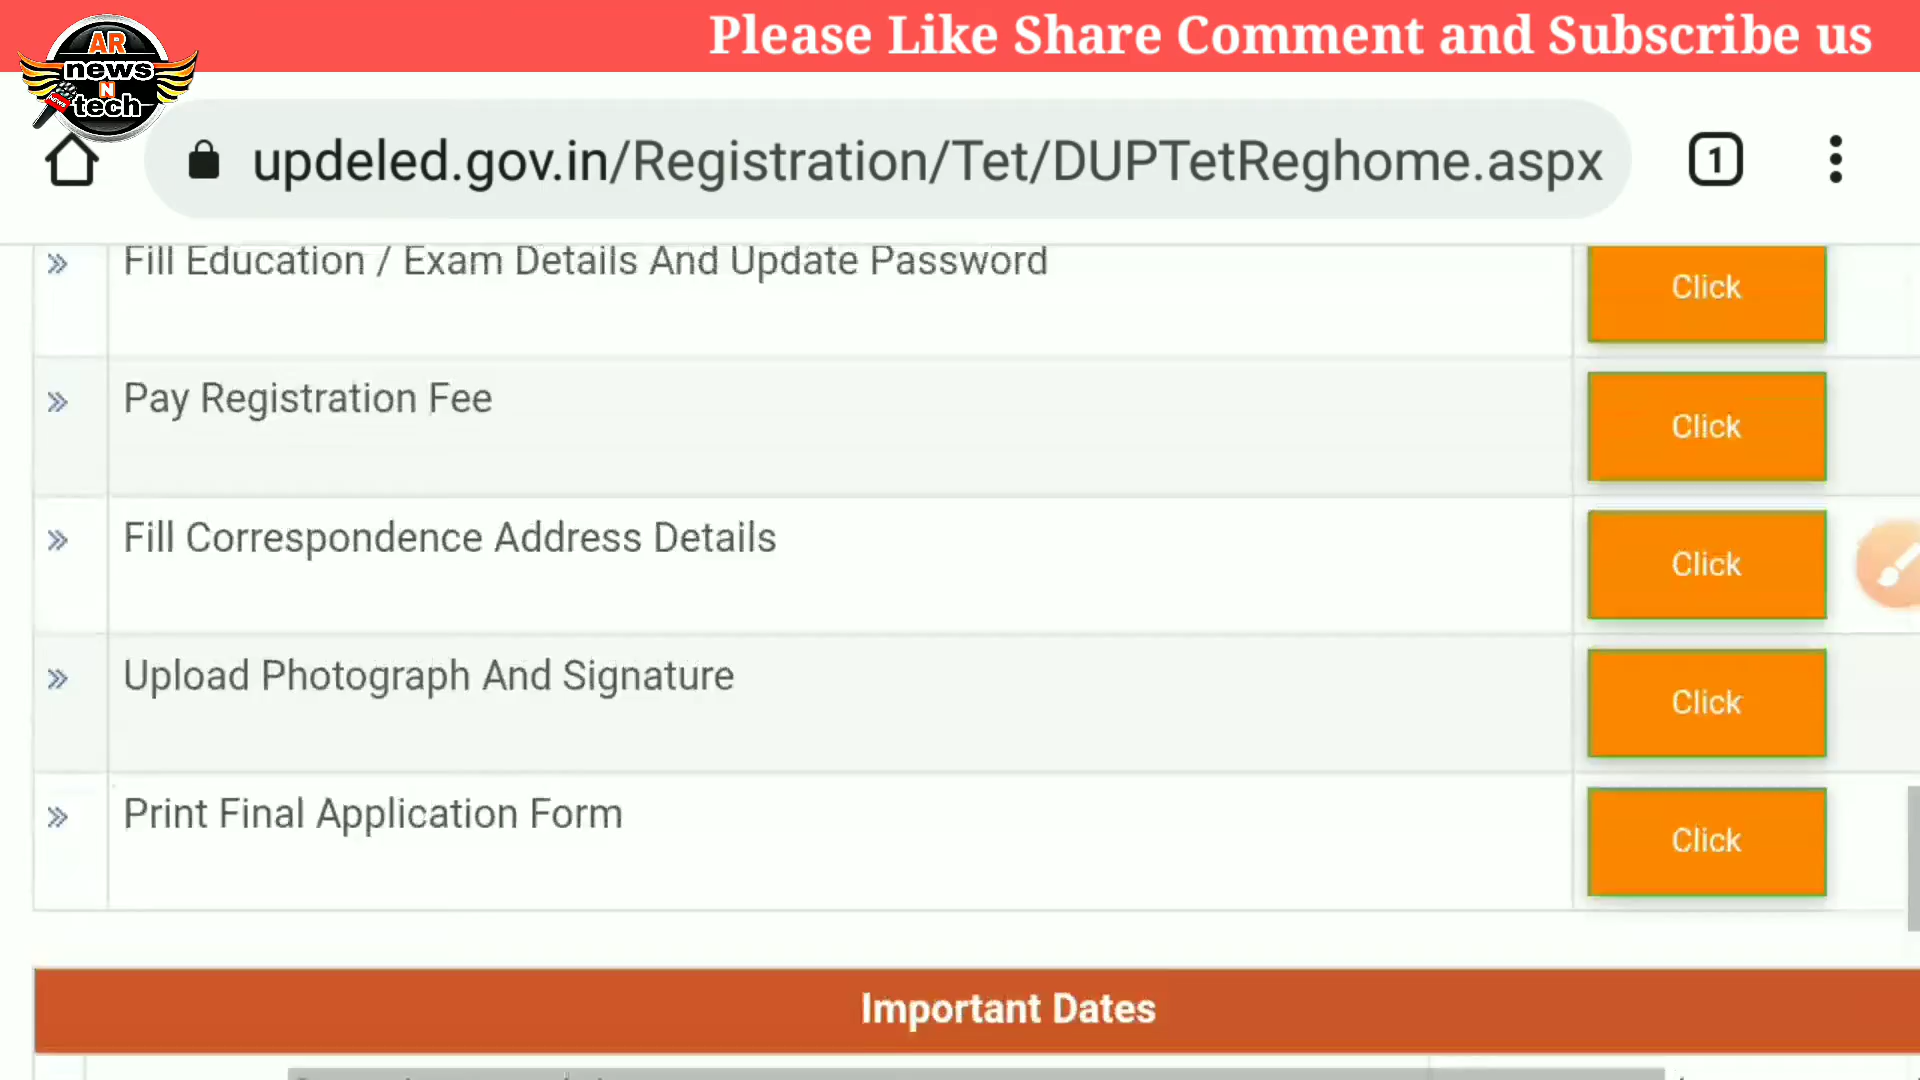 Please Like Share Comment and Subscribe us
AR
news
N
tech
NEWS
updeled.gov.in/Registration/Tet/DUPTetReghome.aspx
1
» Fill Education / Exam Details And Update Password Click
» Pay Registration Fee Click
» Fill Correspondence Address Details Click
» Upload Photograph And Signature Click
» Print Final Application Form Click
Important Dates